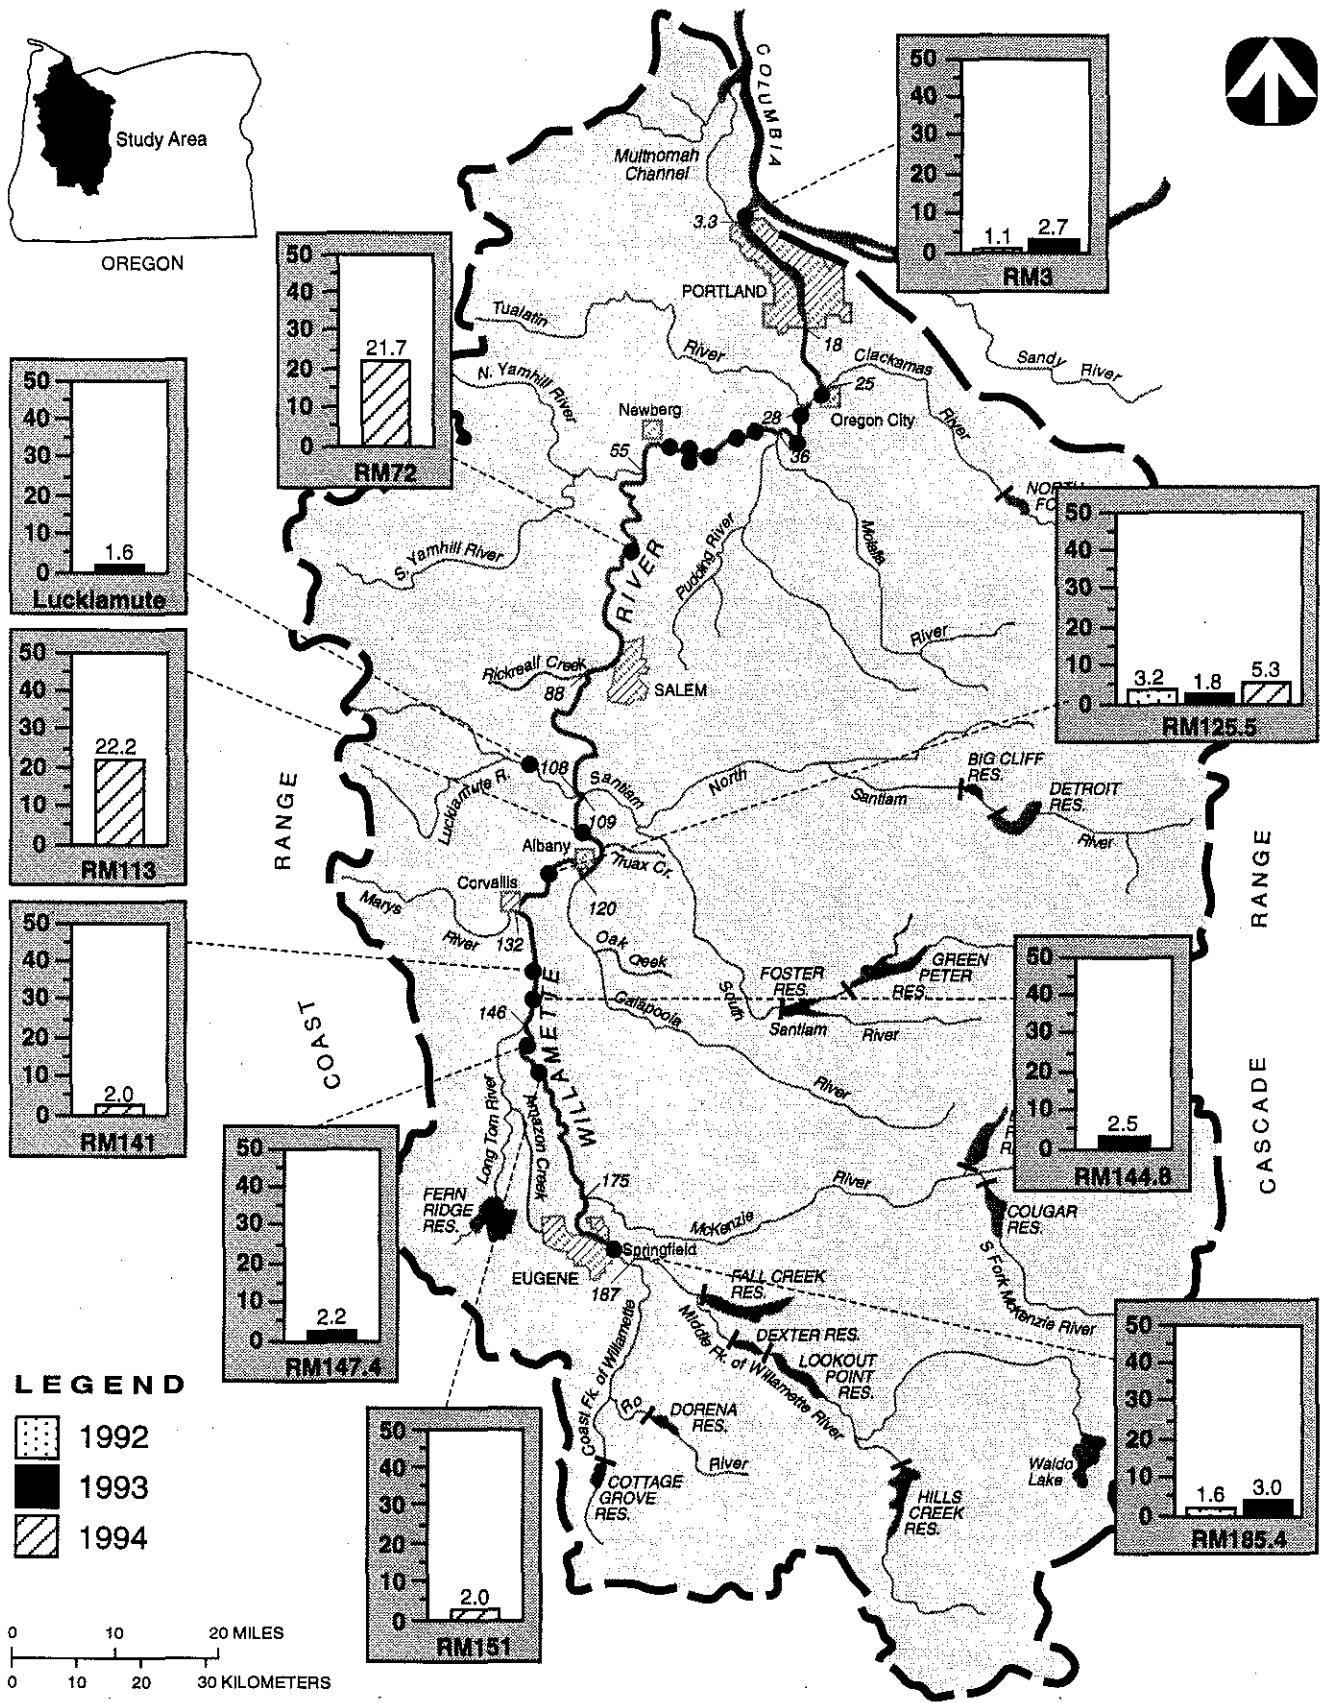 Study Area
OREGON
COLUMBIA
Multnomah
Channel
3.3
PORTLAND
18
50
40
30
20
10
0
1.1
2.7
RM3
50
40
30
20
10
0
21.7
RM72
Tualatin
River
N. Yamhill River
Newberg
55
28
25
36
Clackamas
River
Oregon City
Sandy River
50
40
30
20
10
0
1.6
Lucklamute
S. Yamhill River
RIVER
Pudding River
Molalla
River
50
40
30
20
10
0
3.2
1.8
5.3
RM125.5
50
40
30
20
10
0
22.2
RM113
Rickreall Creek
88
SALEM
108
Lucklamute R.
Santiam
North
Santiam
River
BIG CLIFF
RES.
DETROIT
RES.
109
Albany
Truax Cr.
120
Corvallis
Marys
River
132
RANGE
COAST
RANGE
CASCADE
50
40
30
20
10
0
2.0
RM141
Oak
Creek
Calapooia
River
South
Santiam
River
FOSTER
RES.
GREEN
PETER
RES.
146
WILLAMETTE
50
40
30
20
10
0
2.5
RM144.8
50
40
30
20
10
0
2.2
RM147.4
Long Tom River
Amazon Creek
FERN
RIDGE
RES.
175
McKenzie
River
COUGAR
RES.
S Fork McKenzie River
EUGENE
Springfield
187
FALL CREEK
RES.
DEXTER RES.
LOOKOUT
POINT
RES.
Middle Fk. of Willamette River
Coast Fk. of Willamette
Ro
River
DORENA
RES.
COTTAGE
GROVE
RES.
HILLS
CREEK
RES.
Waldo
Lake
50
40
30
20
10
0
1.6
3.0
RM185.4
50
40
30
20
10
0
2.0
RM151
LEGEND
1992
1993
1994
0 10 20 MILES
0 10 20 30 KILOMETERS